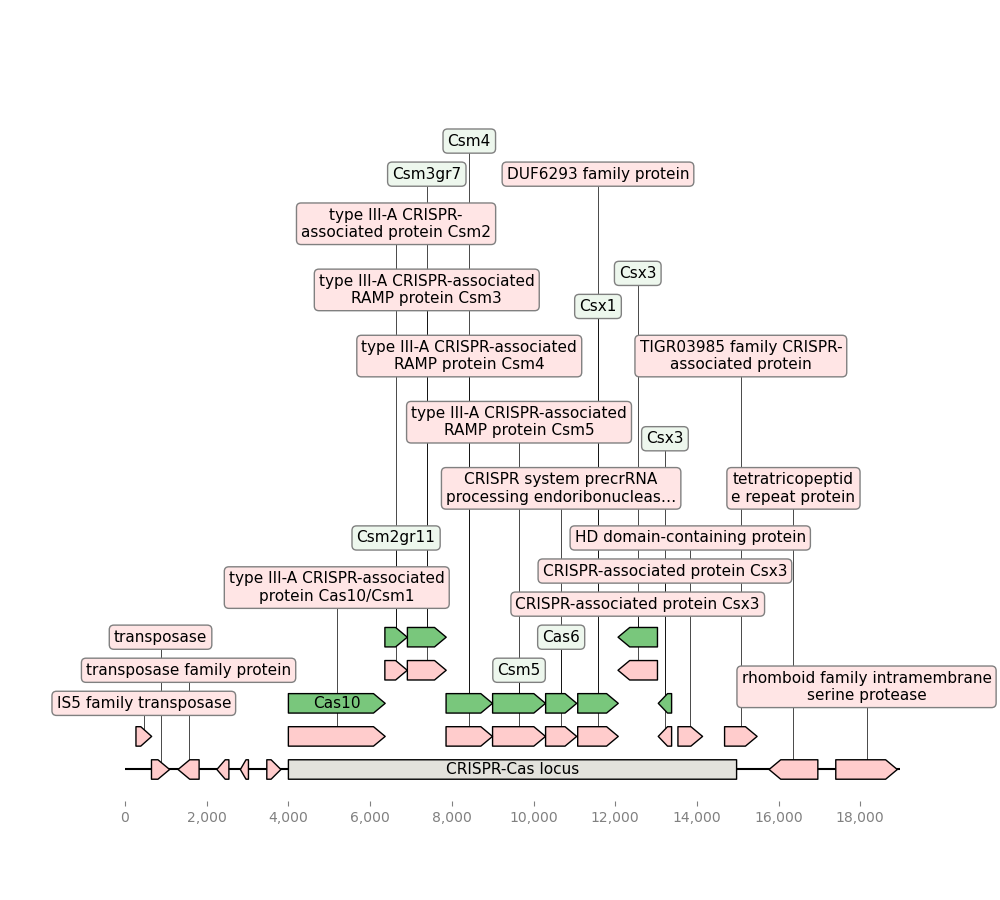 Csm4
Csm3gr7
DUF6293 family protein
type III-A CRISPR-
associated protein Csm2
Csx3
type III-A CRISPR-associated
RAMP protein Csm3
Csx1
type III-A CRISPR-associated
RAMP protein Csm4
TIGR03985 family CRISPR-
associated protein
type III-A CRISPR-associated
RAMP protein Csm5
Csx3
CRISPR system precrRNA
processing endoribonucleas...
tetratricopeptid
e repeat protein
Csm2gr11
HD domain-containing protein
type III-A CRISPR-associated
protein Cas10/Csm1
CRISPR-associated protein Csx3
CRISPR-associated protein Csx3
transposase
Cas6
transposase family protein
Csm5
rhomboid family intramembrane
serine protease
IS5 family transposase
Cas10
CRISPR-Cas locus
0
2,000
4,000
6,000
8,000
10,000
12,000
14,000
16,000
18,000